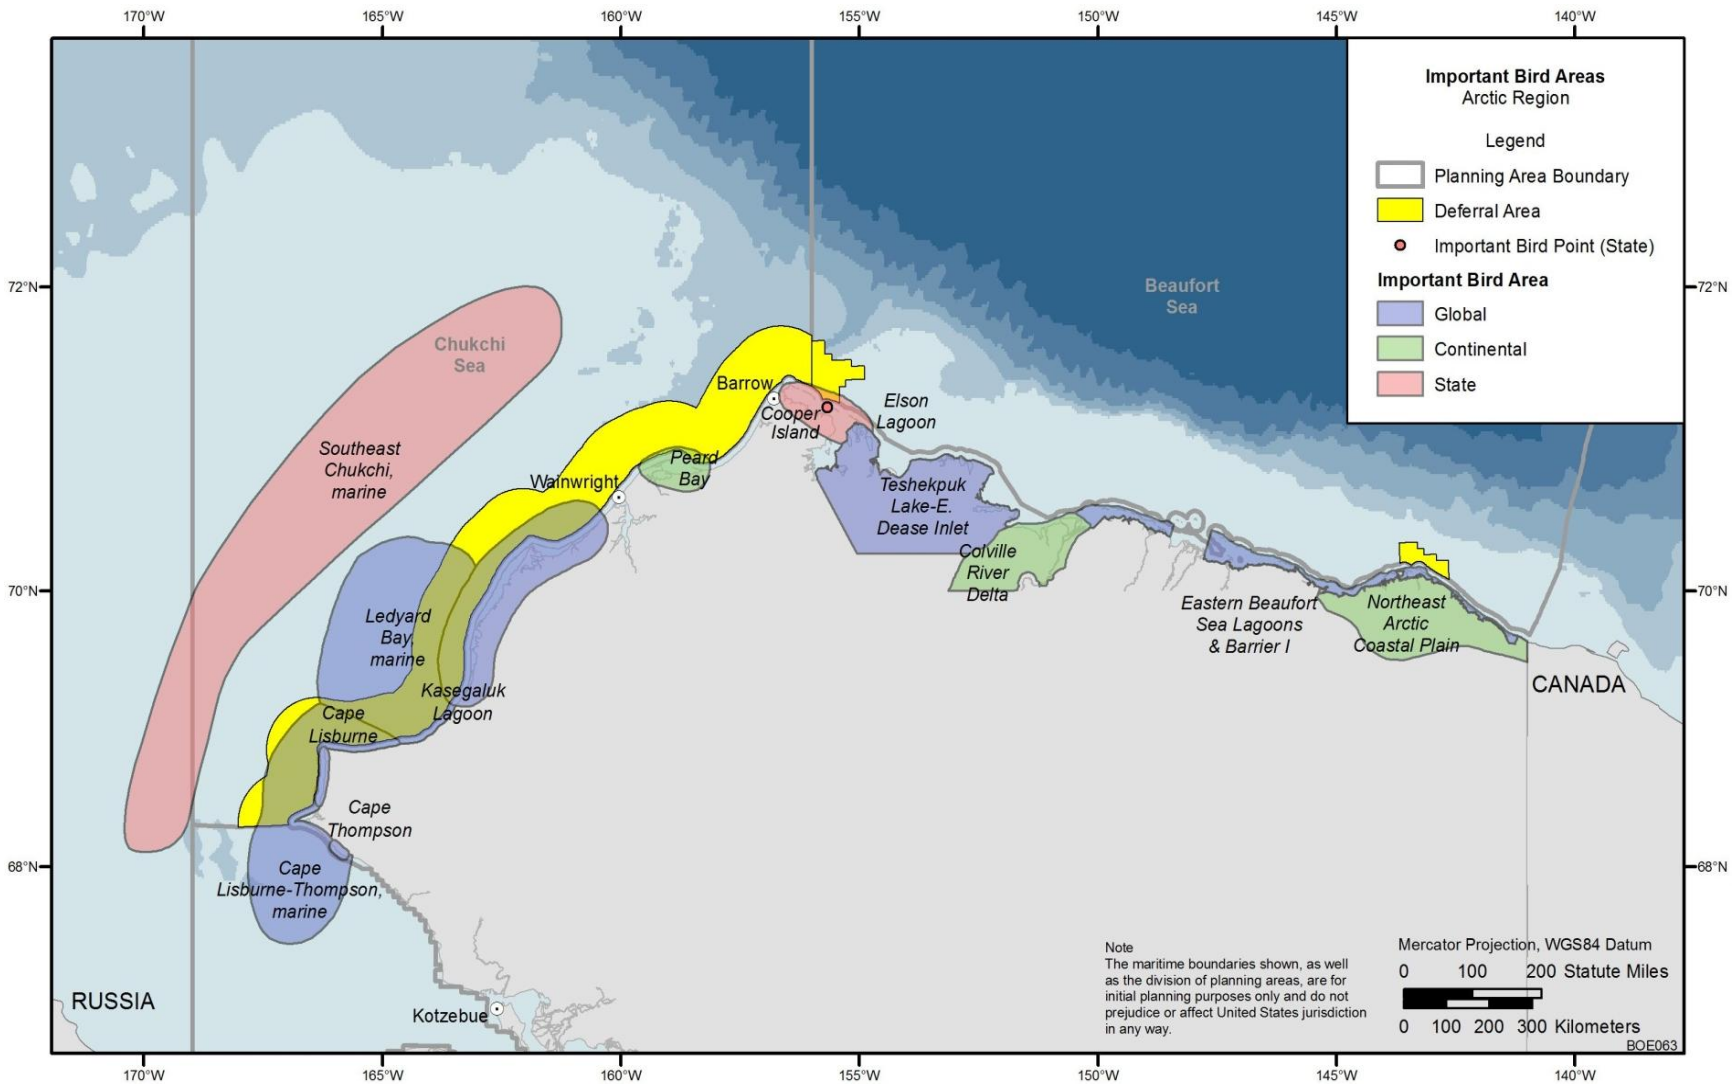 170°W
165°W
160°W
155°W
150°W
145°W
140°W
Important Bird Areas
Arctic Region
Legend
Planning Area Boundary
Deferral Area
Important Bird Point (State)
Important Bird Area
Global
Continental
State
72°N
72°N
Beaufort
Sea
Chukchi
Sea
Barrow
Cooper
Island
Elson
Lagoon
Southeast
Chukchi,
marine
Peard
Bay
Wainwright
Teshekpuk
Lake-E.
Dease Inlet
Colville
River
Delta
70°N
70°N
Ledyard
Bay,
marine
Eastern Beaufort
Sea Lagoons
& Barrier I
Northeast
Arctic
Coastal Plain
Kasegaluk
Lagoon
CANADA
Cape
Lisburne
Cape
Thompson
68°N
68°N
Cape
Lisburne-Thompson,
marine
RUSSIA
Kotzebue
Note
The maritime boundaries shown, as well
as the division of planning areas, are for
initial planning purposes only and do not
prejudice or affect United States jurisdiction
in any way.
Mercator Projection, WGS84 Datum
0 100 200 Statute Miles
0 100 200 300 Kilometers
BOE063
170°W
165°W
160°W
155°W
150°W
145°W
140°W